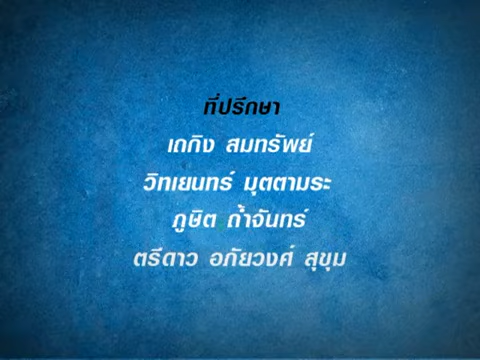 ที่ปรึกษา
เถกิง สมทรัพย์
วิทเยนทร์ มุตตามระ
ภูษิต ถ้ำจันทร์
ตรีดาว อภัยวงศ์ สุขุม